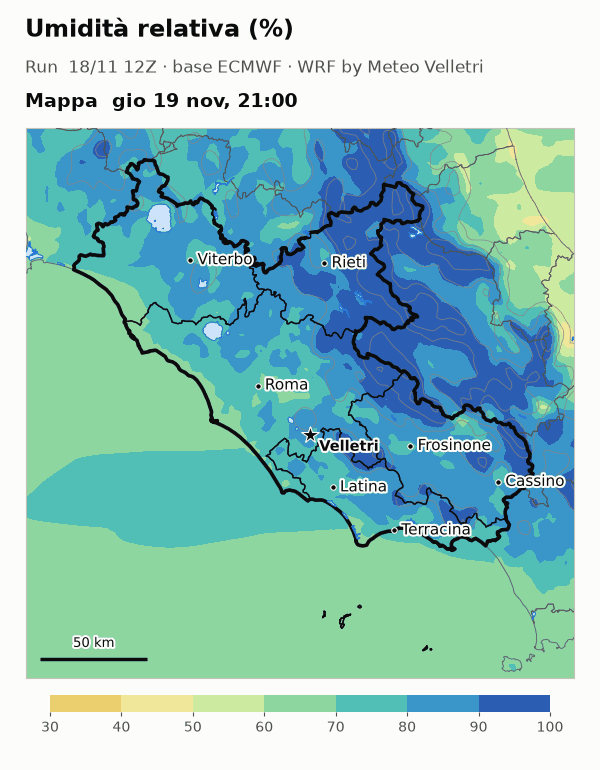 Umidità relativa (%)
Run 18/11 12Z · base ECMWF · WRF by Meteo Velletri
Mappa gio 19 nov, 21:00
Viterbo
Rieti
Roma
Velletri
Frosinone
Cassino
Latina
Terracina
50 km
30 40 50 60 70 80 90 100